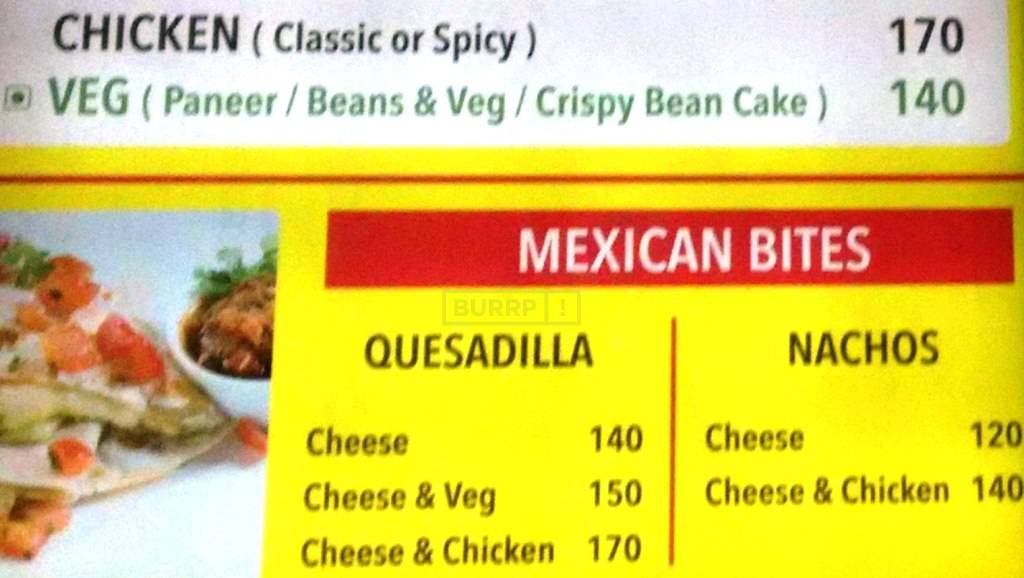 CHICKEN ( Classic or Spicy ) 170
VEG ( Paneer / Beans & Veg / Crispy Bean Cake ) 140
MEXICAN BITES
BURRP !
QUESADILLA
Cheese 140
Cheese & Veg 150
Cheese & Chicken 170
NACHOS
Cheese 120
Cheese & Chicken 140